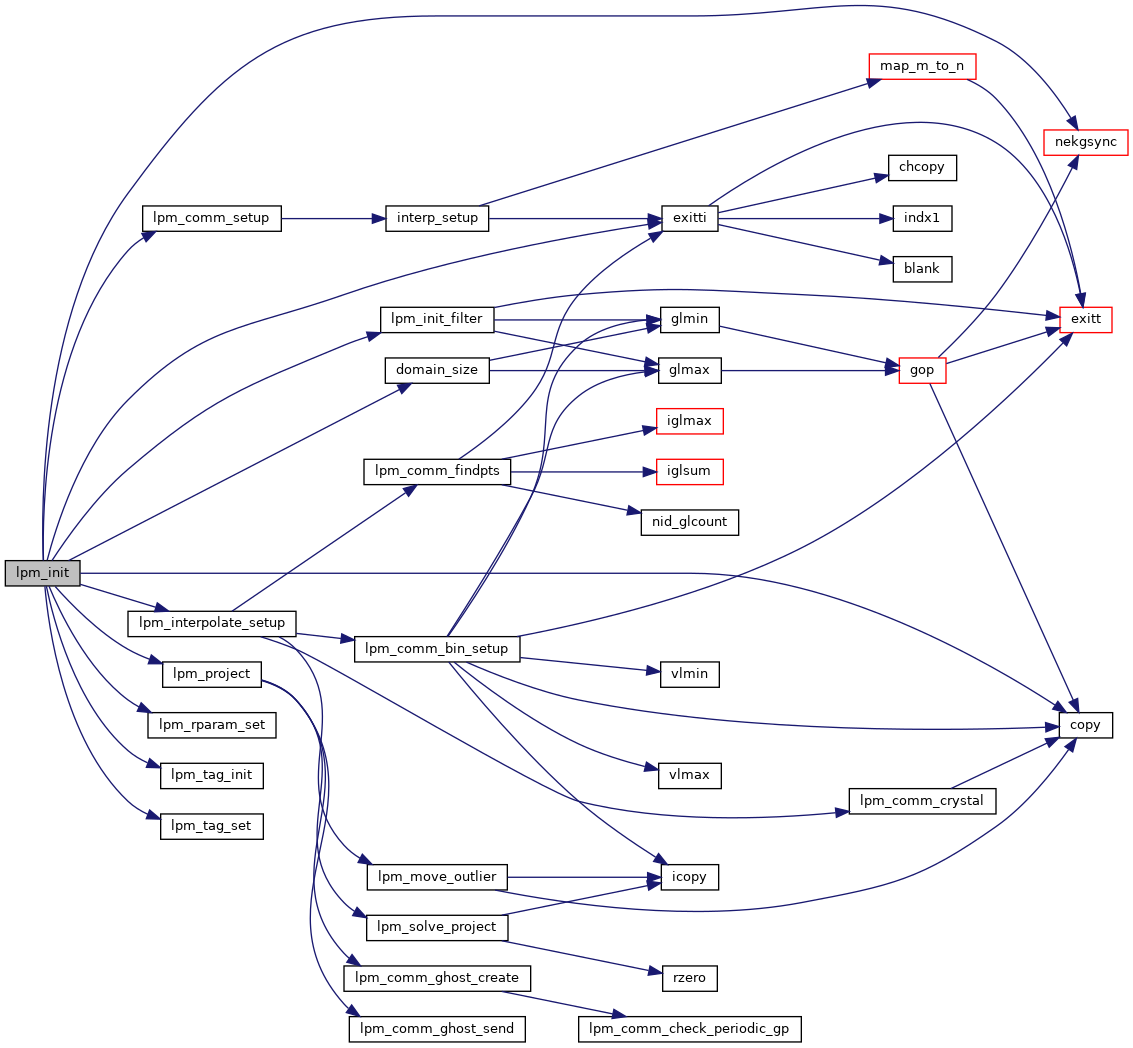 map_m_to_n
nekgsync
chcopy
lpm_comm_setup
interp_setup
exitti
indx1
blank
lpm_init_filter
glmin
exitt
domain_size
glmax
gop
iglmax
lpm_comm_findpts
iglsum
nid_glcount
lpm_init
lpm_interpolate_setup
lpm_comm_bin_setup
lpm_project
vlmin
lpm_rparam_set
copy
lpm_tag_init
vlmax
lpm_comm_crystal
lpm_tag_set
lpm_move_outlier
icopy
lpm_solve_project
lpm_comm_ghost_create
rzero
lpm_comm_ghost_send
lpm_comm_check_periodic_gp